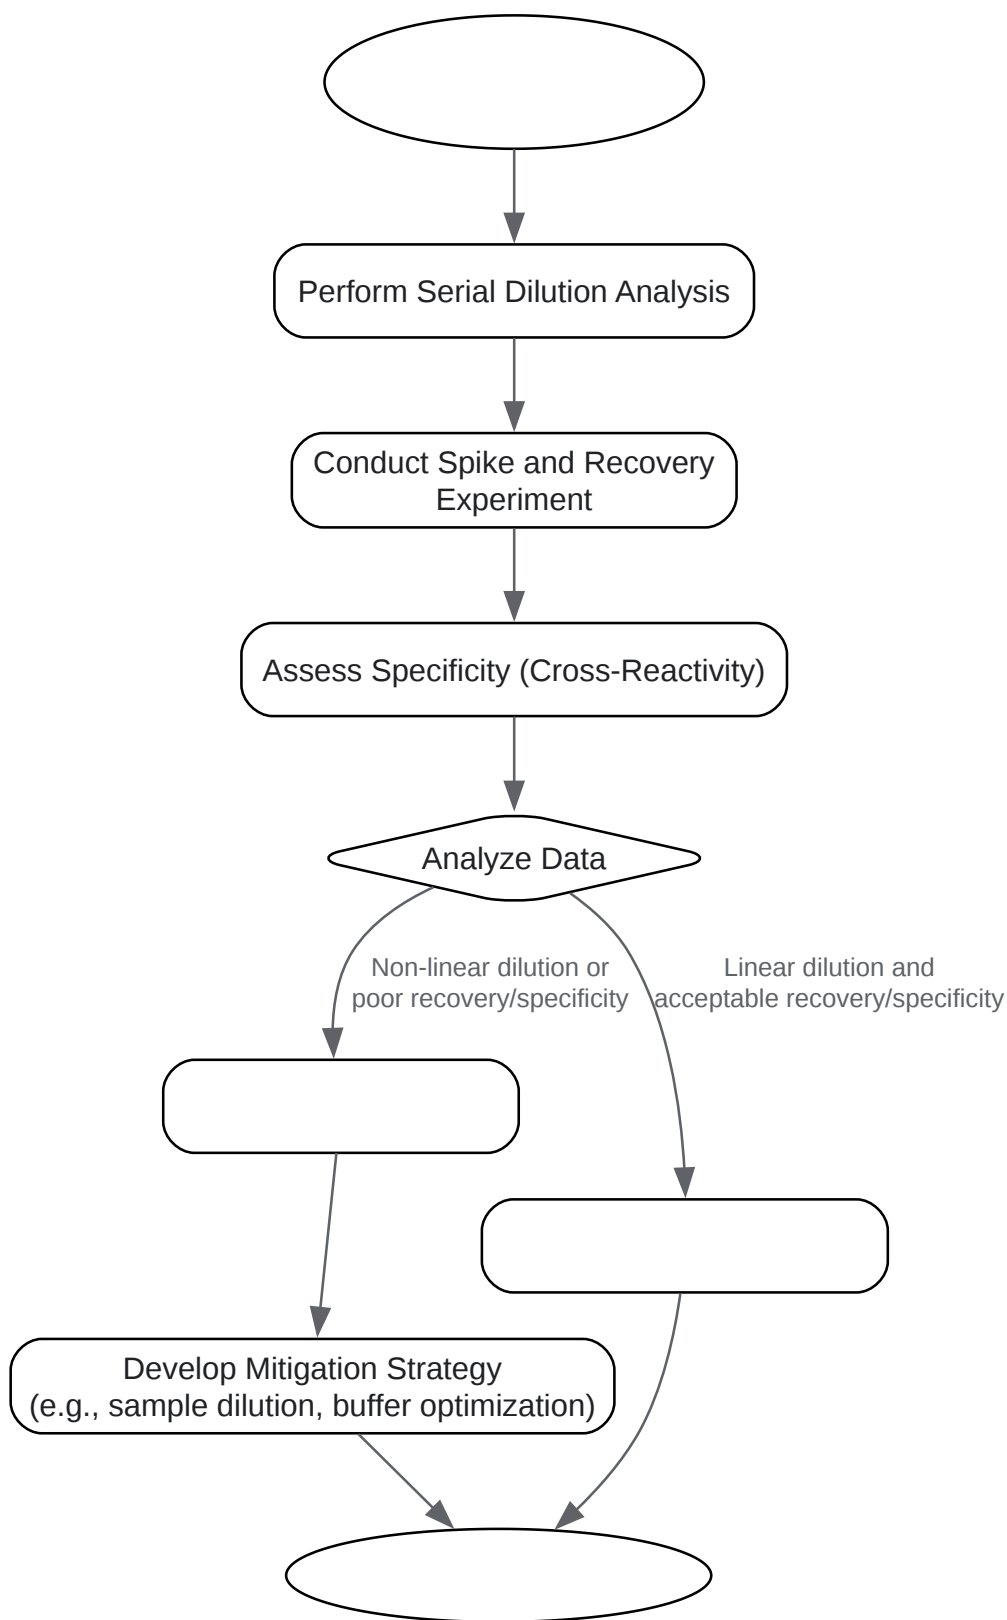 Perform Serial Dilution Analysis
Conduct Spike and Recovery
Experiment
Assess Specificity (Cross-Reactivity)
Analyze Data
Non-linear dilution or
poor recovery/specificity
Linear dilution and
acceptable recovery/specificity
Develop Mitigation Strategy
(e.g., sample dilution, buffer optimization)